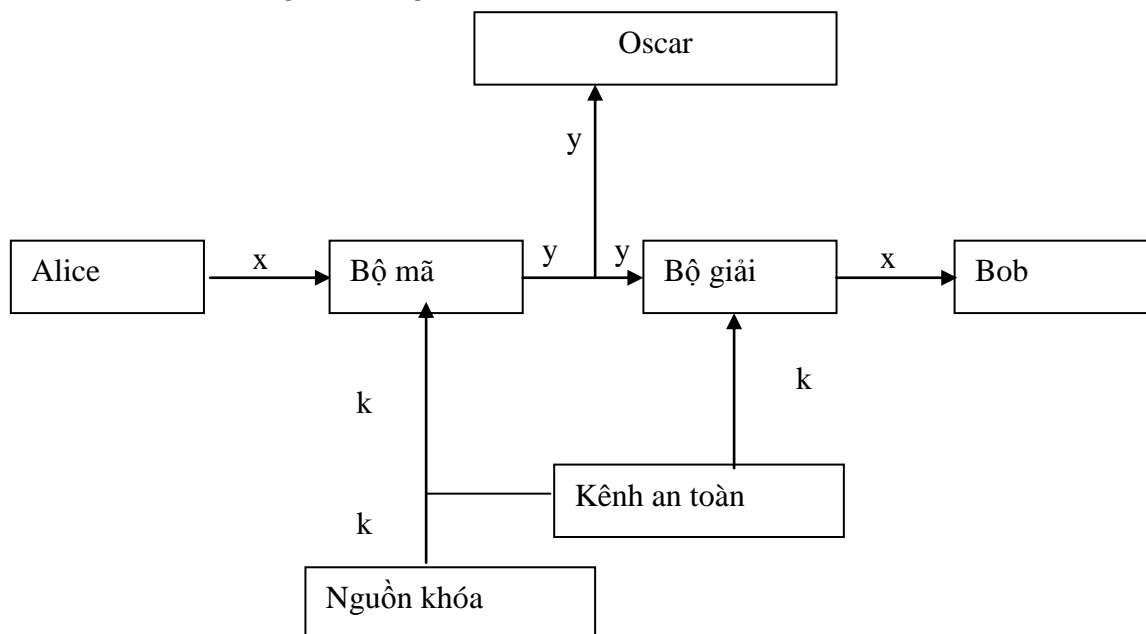 Oscar
y
Alice
x
Bộ mã
y
y
Bộ giải
x
Bob
k
k
Kênh an toàn
k
Nguồn khóa